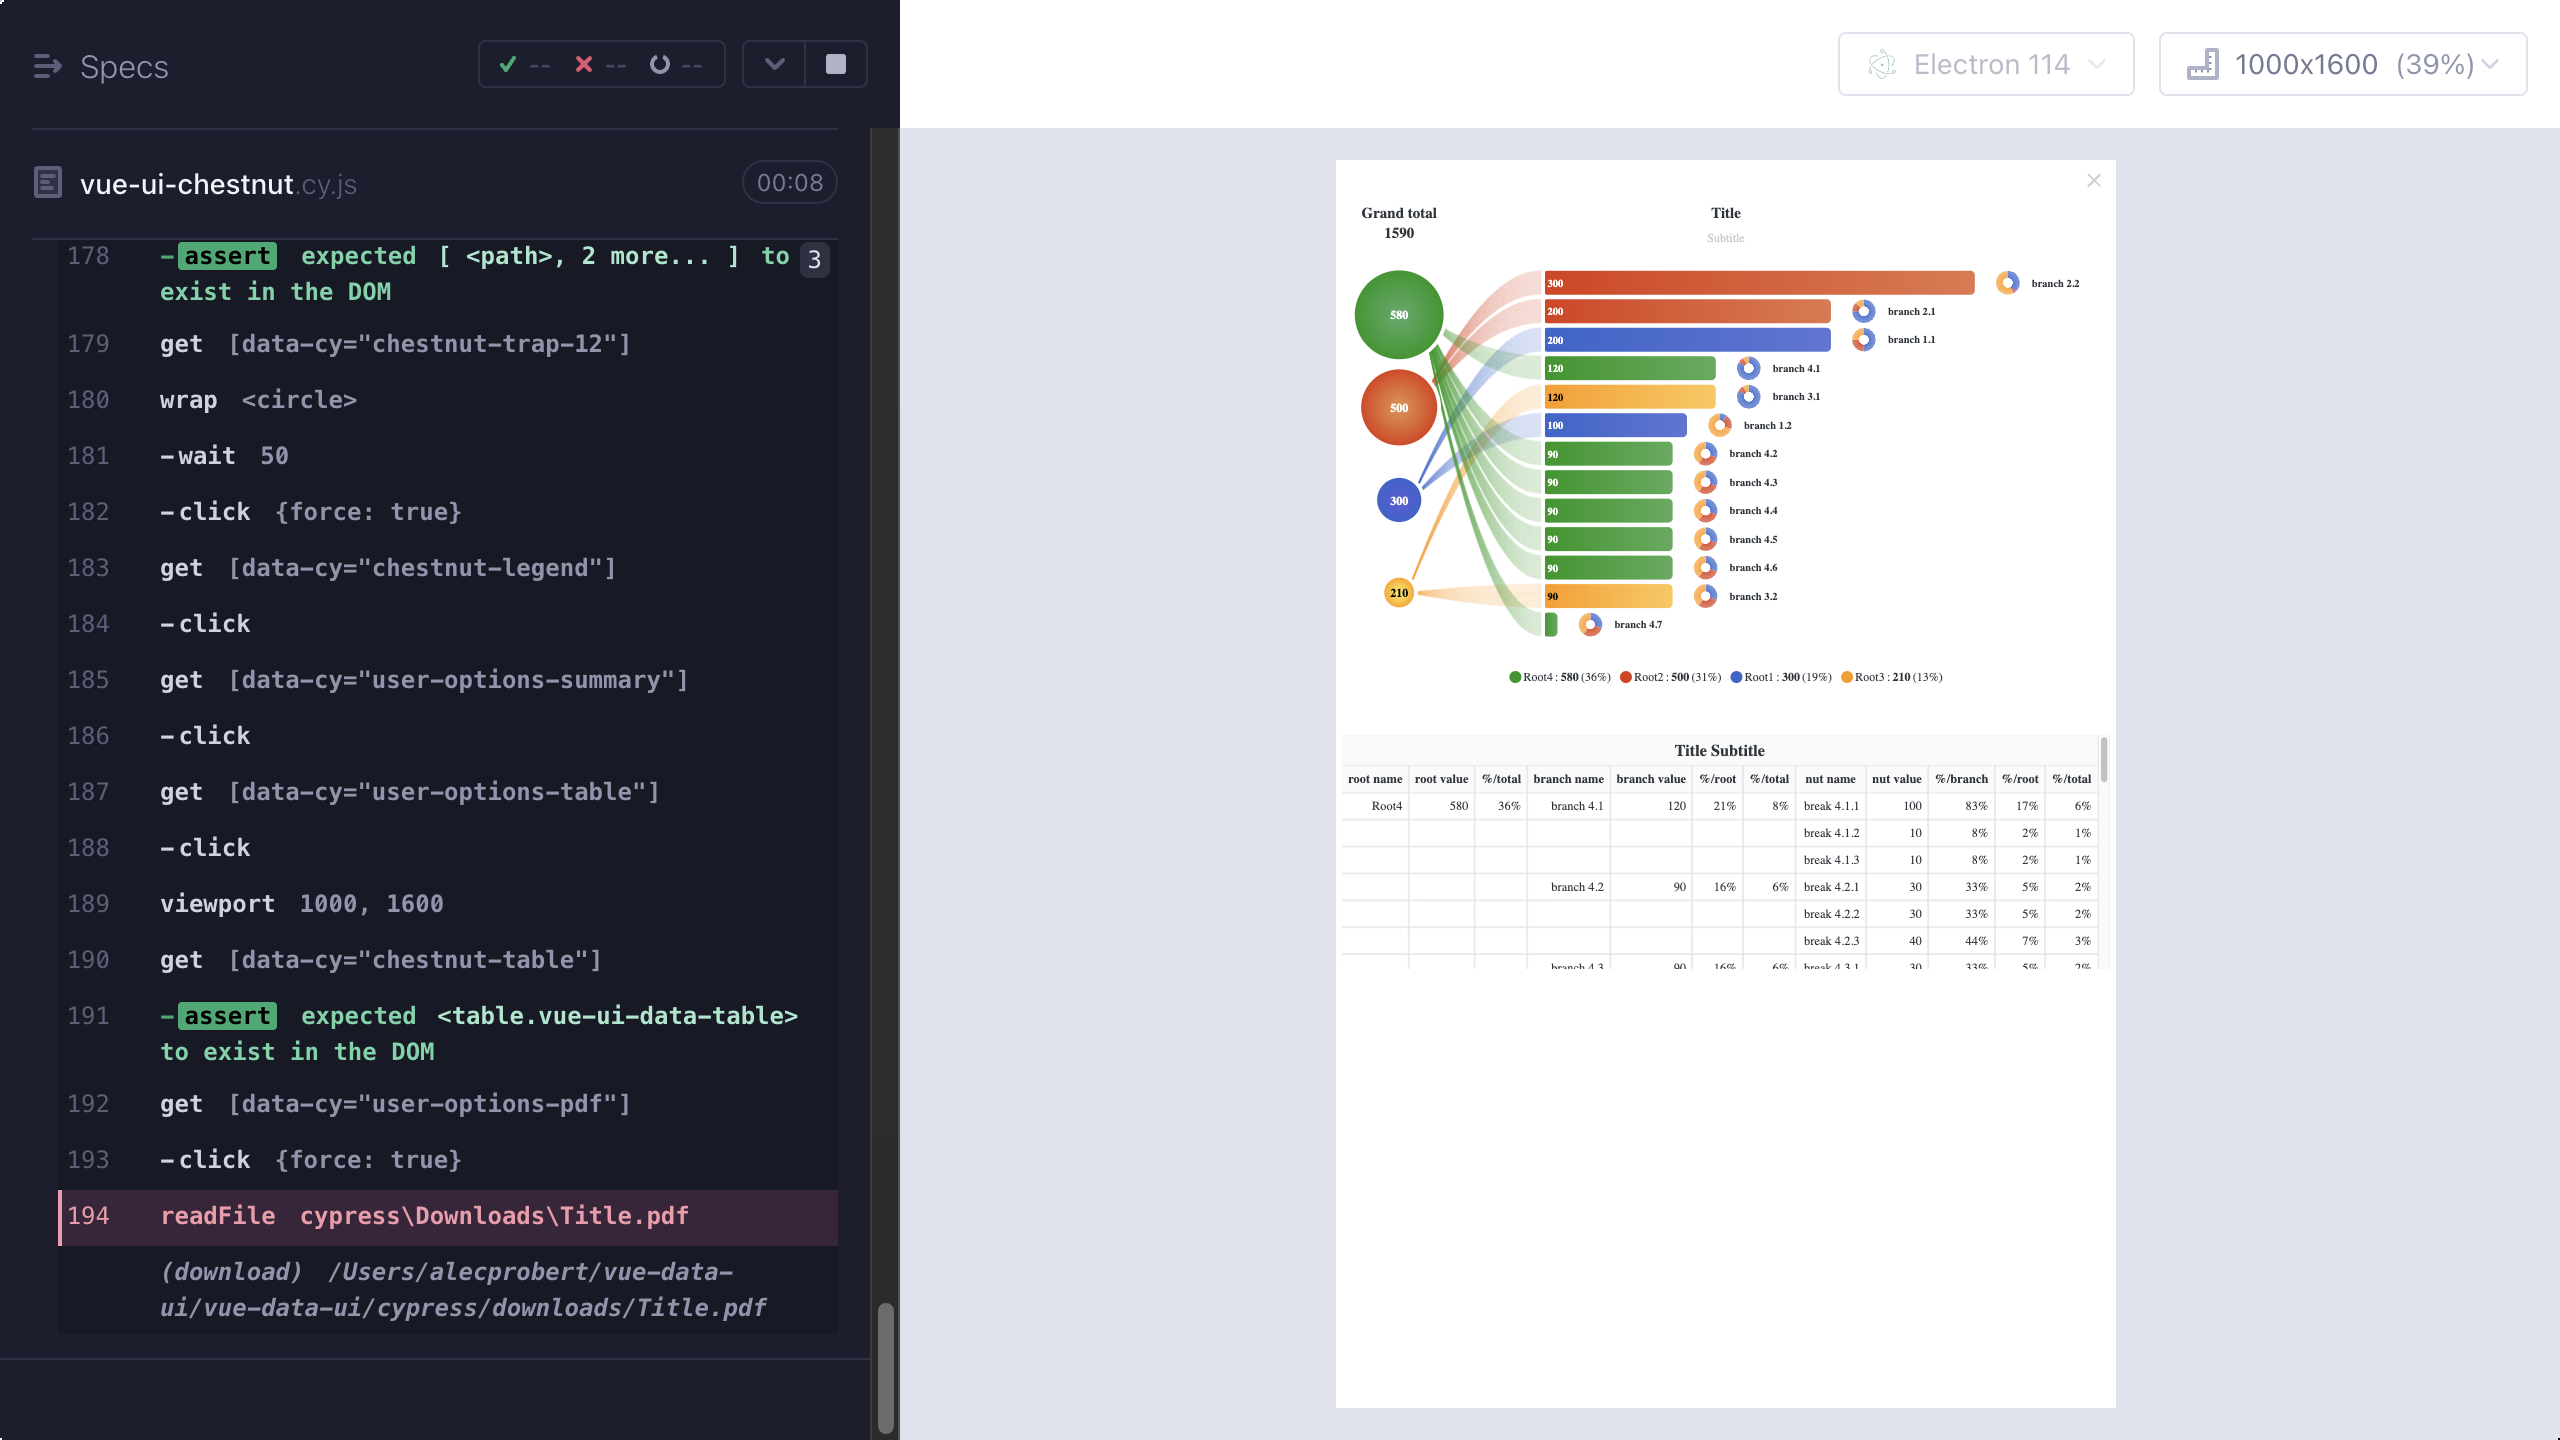 Specs
--
--
--
vue-ui-chestnut.cy.js
00:08
178 -assert expected [ <path>, 2 more... ] to 3
exist in the DOM
179 get [data-cy="chestnut-trap-12"]
180 wrap <circle>
181 -wait 50
182 -click {force: true}
183 get [data-cy="chestnut-legend"]
184 -click
185 get [data-cy="user-options-summary"]
186 -click
187 get [data-cy="user-options-table"]
188 -click
189 viewport 1000, 1600
190 get [data-cy="chestnut-table"]
191 -assert expected <table.vue-ui-data-table>
to exist in the DOM
192 get [data-cy="user-options-pdf"]
193 -click {force: true}
194 readFile cypress\Downloads\Title.pdf
(download) /Users/alecprobert/vue-data-
ui/vue-data-ui/cypress/downloads/Title.pdf
Electron 114
1000x1600 (39%)
Grand total
1590
Title
Subtitle
580
500
300
210
300 branch 2.2
200 branch 2.1
200 branch 1.1
120 branch 4.1
120 branch 3.1
100 branch 1.2
90 branch 4.2
90 branch 4.3
90 branch 4.4
90 branch 4.5
90 branch 4.6
90 branch 3.2
branch 4.7
Root4 : 580 (36%) Root2 : 500 (31%) Root1 : 300 (19%) Root3 : 210 (13%)
Title Subtitle
root name root value %/total branch name branch value %/root %/total nut name nut value %/branch %/root %/total
Root4 580 36% branch 4.1 120 21% 8% break 4.1.1 100 83% 17% 6%
break 4.1.2 10 8% 2% 1%
break 4.1.3 10 8% 2% 1%
branch 4.2 90 16% 6% break 4.2.1 30 33% 5% 2%
break 4.2.2 30 33% 5% 2%
break 4.2.3 40 44% 7% 3%
branch 4.3 90 16% 6% break 4.3.1 30 33% 5% 2%